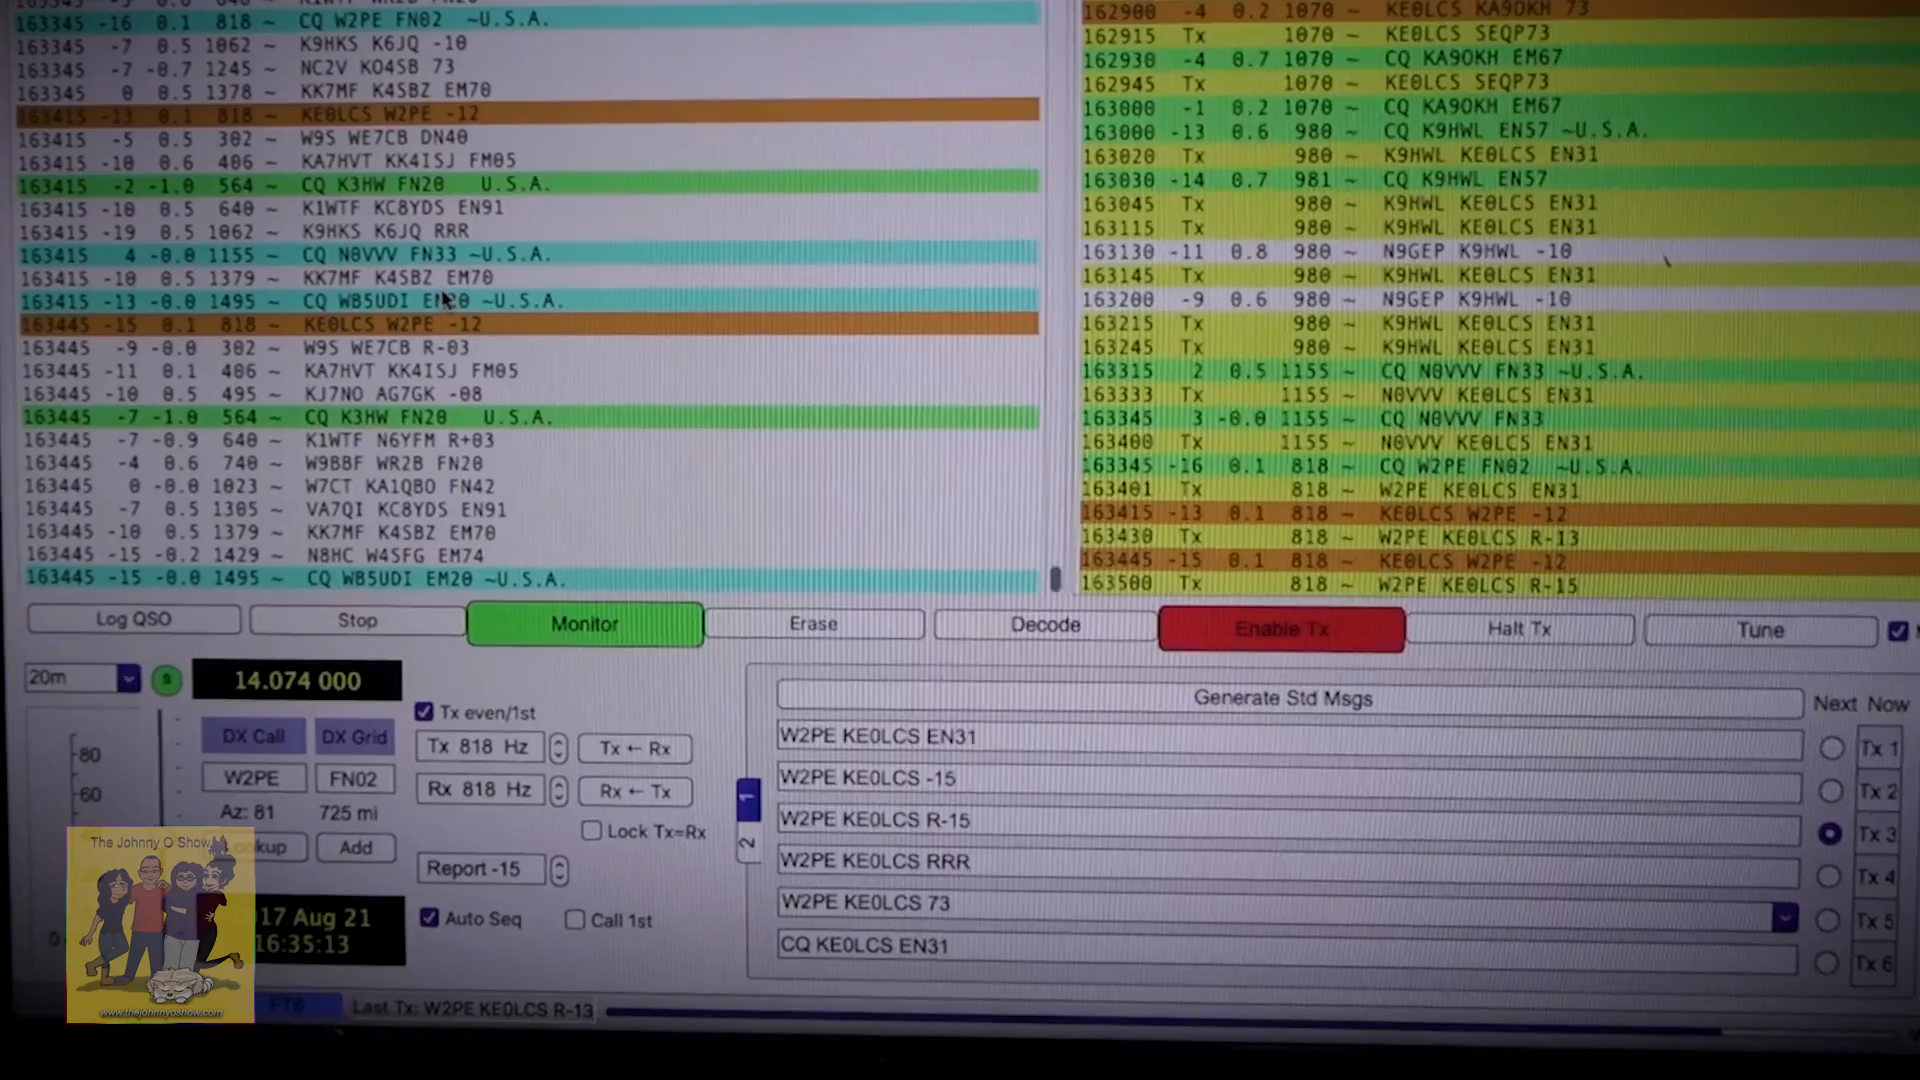 163345 -16 0.1 818 ~ CQ W2PE FN02 ~U.S.A.
163345 -7 0.5 1062 ~ K9HKS K6JQ -10
163345 -7 -0.7 1245 ~ NC2V KO4SB 73
163345 0 0.5 1378 ~ KK7MF K4SBZ EM70
163415 -13 0.1 818 ~ KE0LCS W2PE -12
163415 -5 0.5 302 ~ W9S WE7CB DN40
163415 -10 0.6 406 ~ KA7HVT KK4ISJ FM05
163415 -2 -1.0 564 ~ CQ K3HW FN20 U.S.A.
163415 -10 0.5 640 ~ K1WTF KC8YDS EN91
163415 -19 0.5 1062 ~ K9HKS K6JQ RRR
163415 4 -0.0 1155 ~ CQ N0VVV FN33 ~U.S.A.
163415 -10 0.5 1379 ~ KK7MF K4SBZ EM70
163415 -13 -0.0 1495 ~ CQ WB5UDI EM20 ~U.S.A.
163445 -15 0.1 818 ~ KE0LCS W2PE -12
163445 -9 -0.0 302 ~ W9S WE7CB R-03
163445 -11 0.1 406 ~ KA7HVT KK4ISJ FM05
163445 -10 0.5 495 ~ KJ7NO AG7GK -08
163445 -7 -1.0 564 ~ CQ K3HW FN20 U.S.A.
163445 -7 -0.9 640 ~ K1WTF N6YFM R+03
163445 -4 0.6 740 ~ W9BBF WR2B FN20
163445 0 -0.0 1023 ~ W7CT KA1QBO FN42
163445 -7 0.5 1305 ~ VA7QI KC8YDS EN91
163445 -10 0.5 1379 ~ KK7MF K4SBZ EM70
163445 -15 -0.2 1429 ~ N8HC W4SFG EM74
163445 -15 -0.0 1495 ~ CQ WB5UDI EM20 ~U.S.A.
162900 -4 0.2 1070 ~ KE0LCS KA9OKH 73
162915 Tx 1070 ~ KE0LCS SEQP73
162930 -4 0.7 1070 ~ CQ KA9OKH EM67
162945 Tx 1070 ~ KE0LCS SEQP73
163000 -1 0.2 1070 ~ CQ KA9OKH EM67
163000 -13 0.6 980 ~ CQ K9HWL EN57 ~U.S.A.
163020 Tx 980 ~ K9HWL KE0LCS EN31
163030 -14 0.7 981 ~ CQ K9HWL EN57
163045 Tx 980 ~ K9HWL KE0LCS EN31
163115 Tx 980 ~ K9HWL KE0LCS EN31
163130 -11 0.8 980 ~ N9GEP K9HWL -10
163145 Tx 980 ~ K9HWL KE0LCS EN31
163200 -9 0.6 980 ~ N9GEP K9HWL -10
163215 Tx 980 ~ K9HWL KE0LCS EN31
163245 Tx 980 ~ K9HWL KE0LCS EN31
163315 2 0.5 1155 ~ CQ N0VVV FN33 ~U.S.A.
163333 Tx 1155 ~ N0VVV KE0LCS EN31
163345 3 -0.0 1155 ~ CQ N0VVV FN33
163400 Tx 1155 ~ N0VVV KE0LCS EN31
163345 -16 0.1 818 ~ CQ W2PE FN02 ~U.S.A.
163401 Tx 818 ~ W2PE KE0LCS EN31
163415 -13 0.1 818 ~ KE0LCS W2PE -12
163430 Tx 818 ~ W2PE KE0LCS R-13
163445 -15 0.1 818 ~ KE0LCS W2PE -12
163500 Tx 818 ~ W2PE KE0LCS R-15
Log QSO Stop Monitor Erase Decode Enable Tx Halt Tx Tune
20m S 14.074 000
80
60
0
DX Call DX Grid
W2PE FN02
Az: 81 725 mi
Add
17 Aug 21
16:35:13
Tx even/1st
Tx 818 Hz Tx ← Rx
Rx 818 Hz Rx ← Tx
Lock Tx=Rx
Report -15
Auto Seq Call 1st
1
2
Generate Std Msgs Next Now
W2PE KE0LCS EN31 Tx 1
W2PE KE0LCS -15 Tx 2
W2PE KE0LCS R-15 Tx 3
W2PE KE0LCS RRR Tx 4
W2PE KE0LCS 73 Tx 5
CQ KE0LCS EN31 Tx 6
FT8 Last Tx: W2PE KE0LCS R-13
The Johnny O Show
www.thejohnnyoshow.com